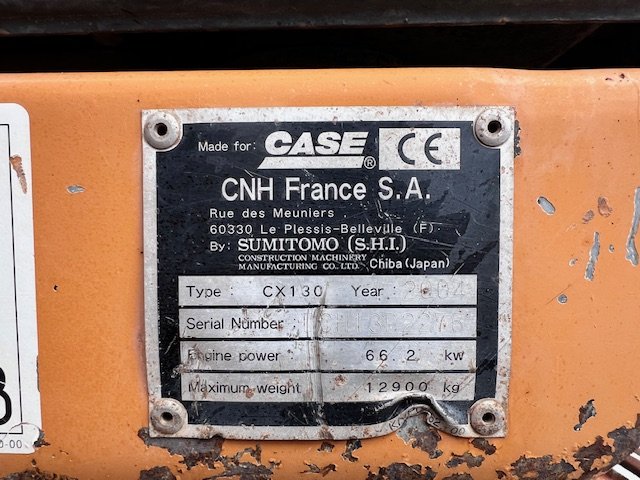 Made for: CASE ® CE
CNH France S.A.
Rue des Meuniers
60330 Le Plessis-Belleville (F)
By: SUMITOMO (S.H.I.)
CONSTRUCTION MACHINERY
MANUFACTURING CO., LTD. Chiba (Japan)
Type CX130 Year 2004
Serial Number
Engine power 66.2 kw
Maximum weight 12900 kg